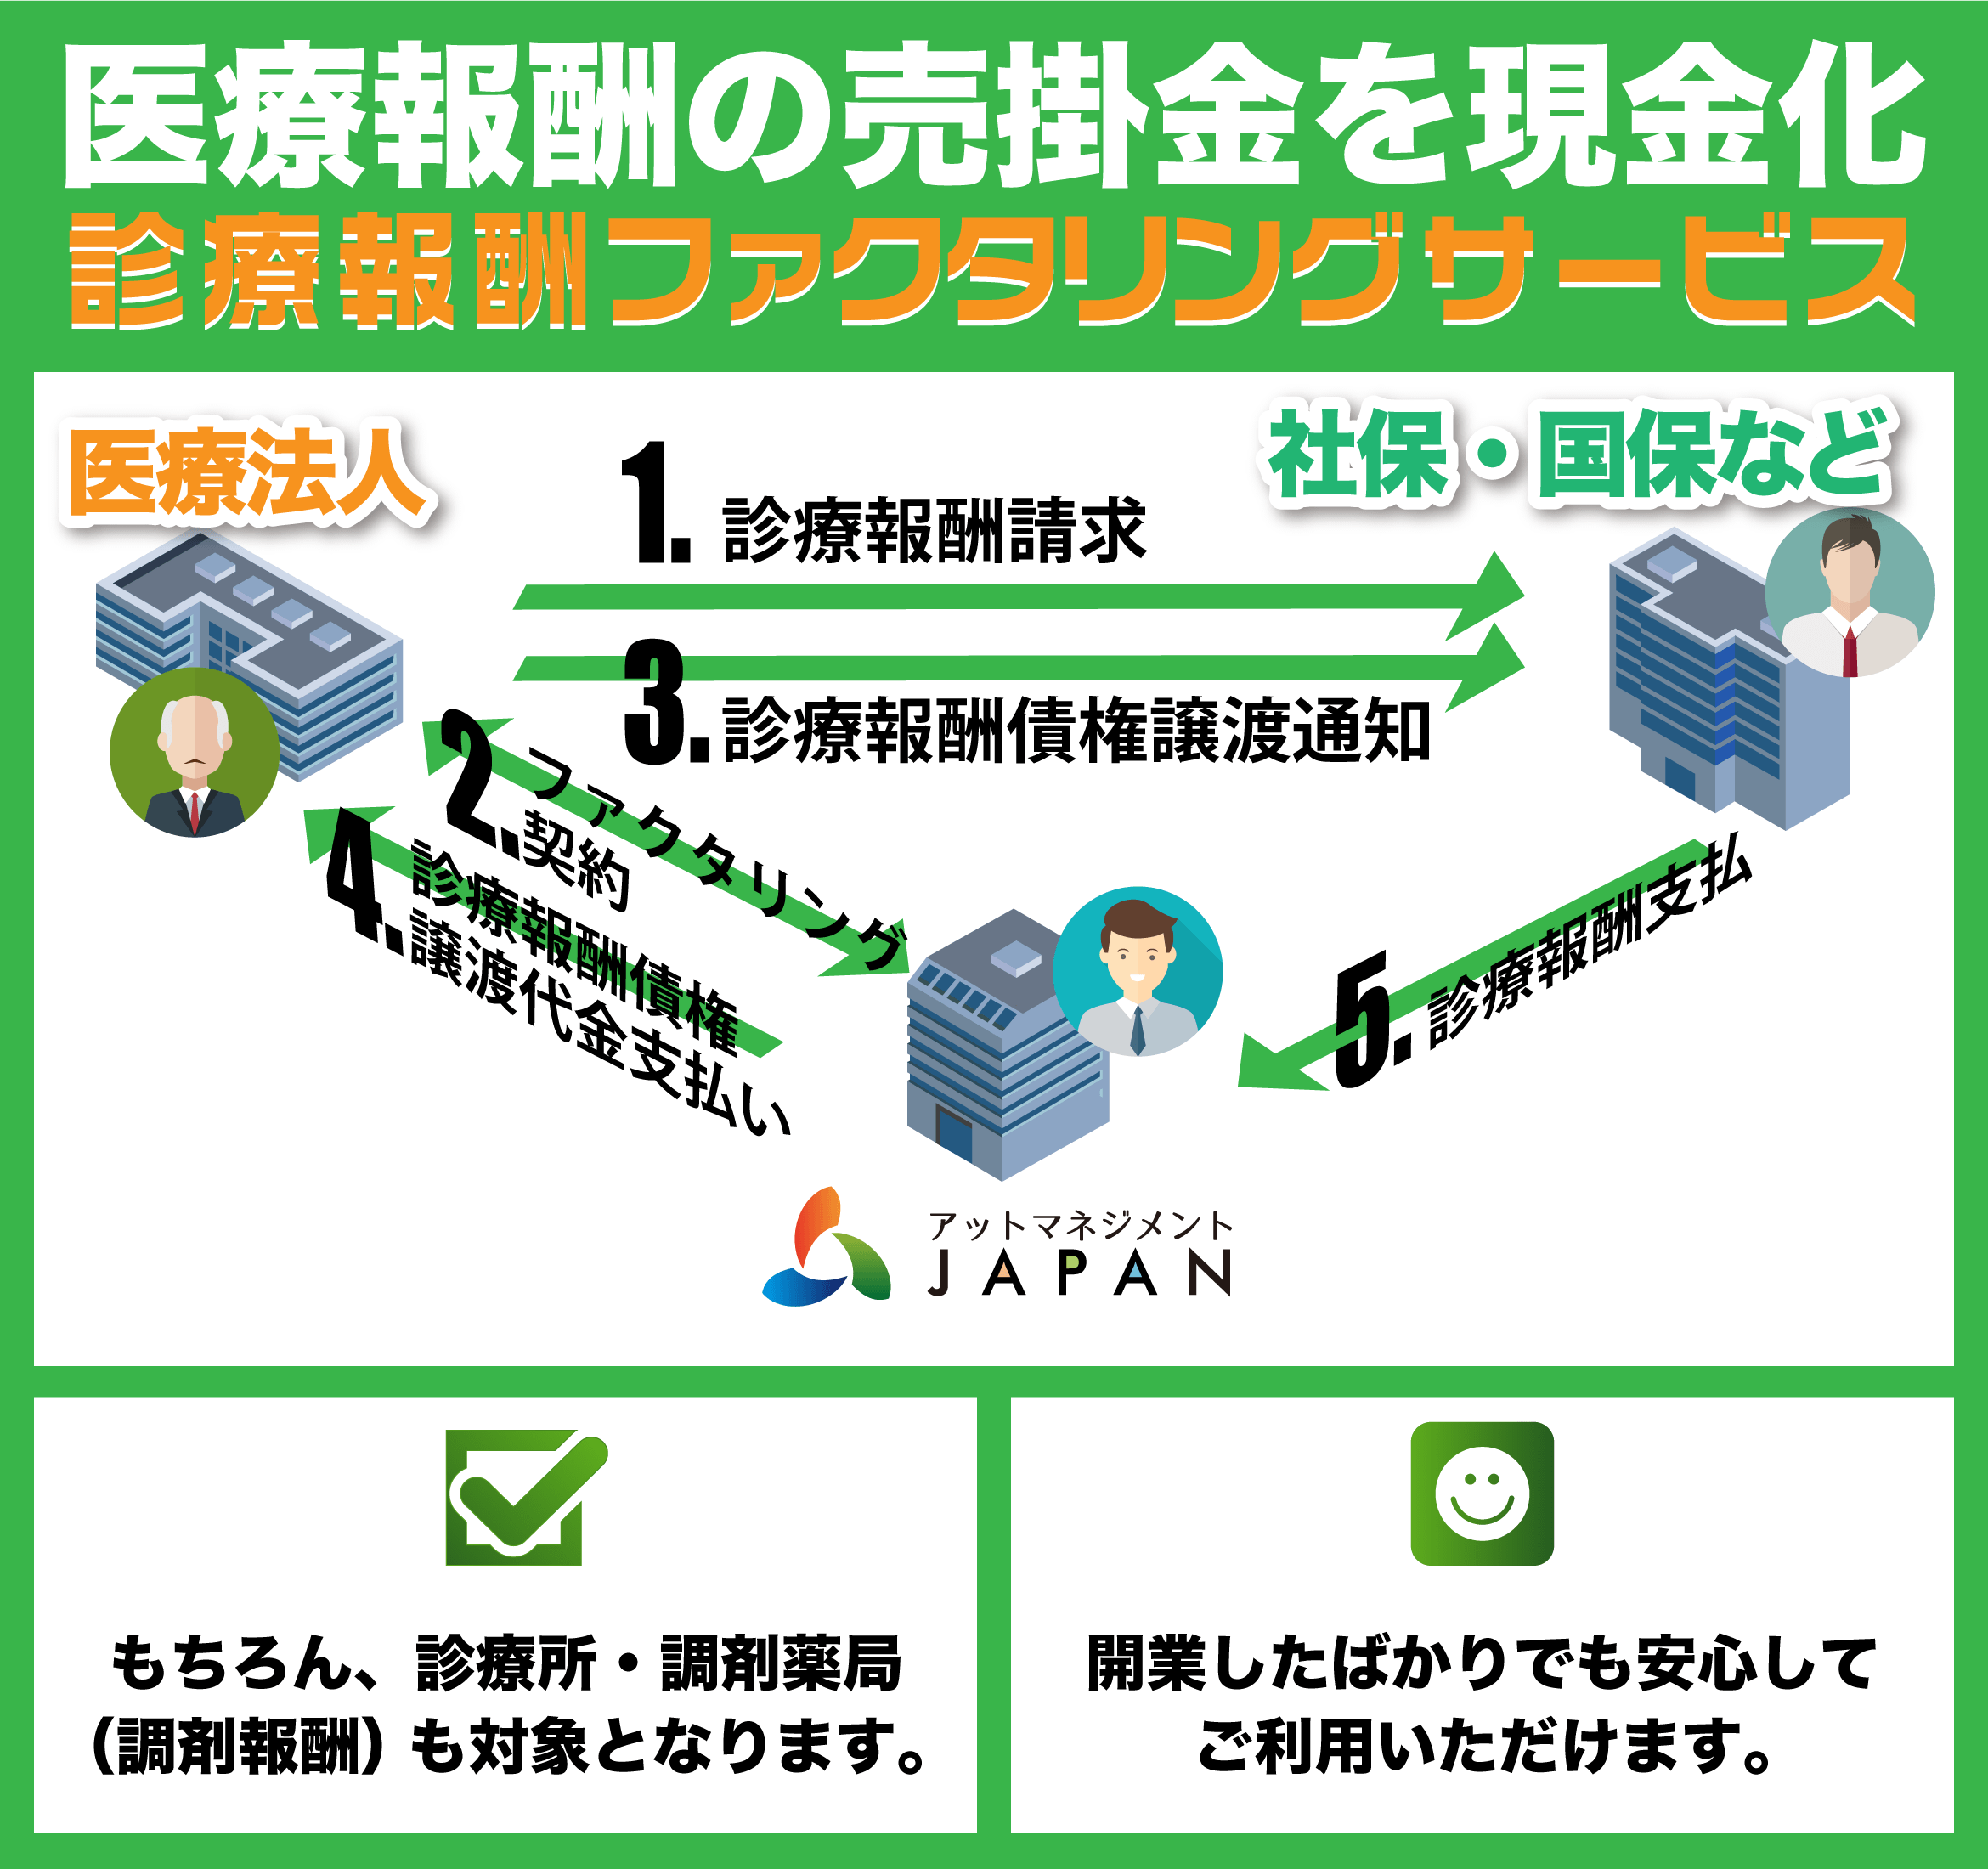 医療報酬の売掛金を現金化
診療報酬ファクタリングサービス
医療法人
社保・国保など
1. 診療報酬請求
3. 診療報酬債権譲渡通知
2. ファクタリング
契約
4. 診療報酬債権
譲渡代金支払い
5. 診療報酬支払
アットマネジメント
JAPAN
もちろん、診療所・調剤薬局
（調剤報酬）も対象となります。
開業したばかりでも安心して
ご利用いただけます。